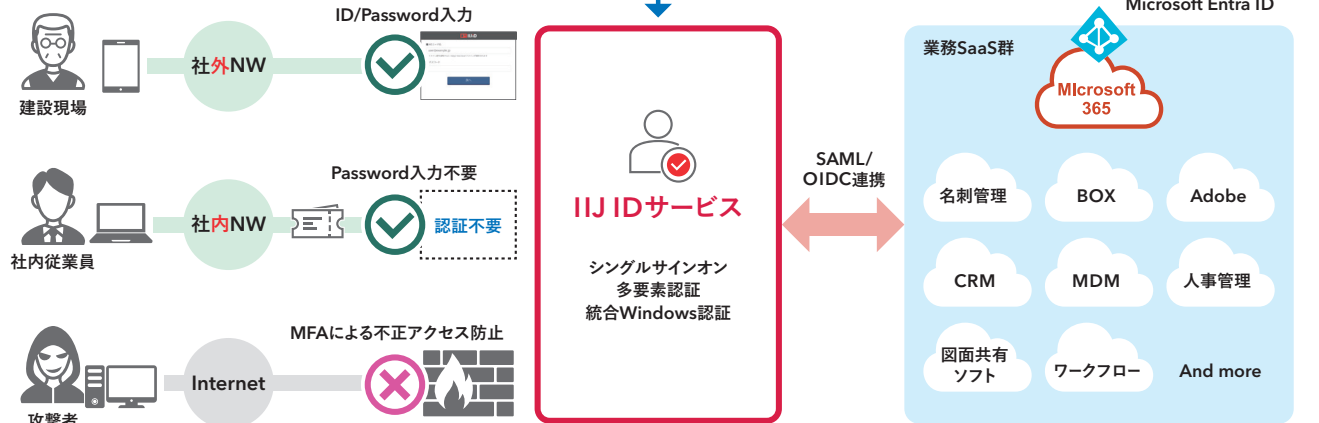 ID/Password入力
社外NW
建設現場
Password入力不要
社内NW
認証不要
社内従業員
MFAによる不正アクセス防止
Internet
攻撃者
IIJ IDサービス
シングルサインオン
多要素認証
統合Windows認証
SAML/
OIDC連携
Microsoft Entra ID
業務SaaS群
MIcrosoft
365
名刺管理
BOX
Adobe
CRM
MDM
人事管理
図面共有
ソフト
ワークフロー
And more